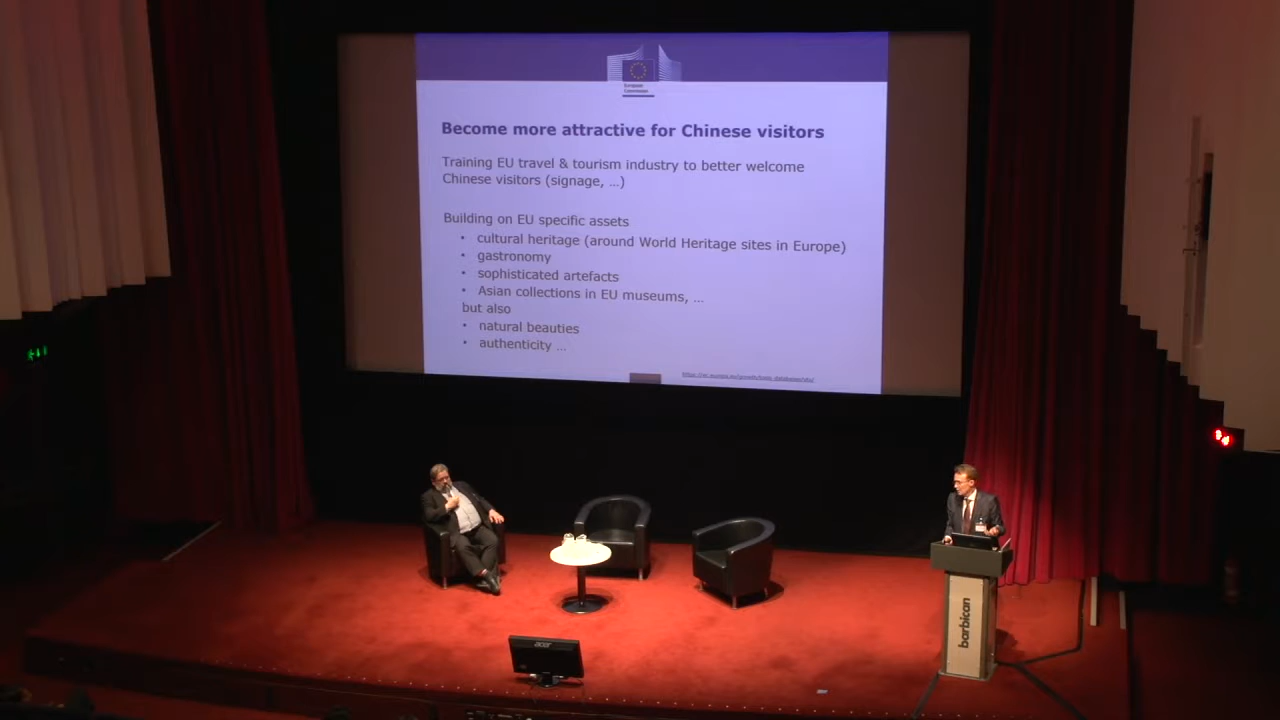 European
Commission
Become more attractive for Chinese visitors
Training EU travel & tourism industry to better welcome
Chinese visitors (signage, …)
Building on EU specific assets
• cultural heritage (around World Heritage sites in Europe)
• gastronomy
• sophisticated artefacts
• Asian collections in EU museums, …
but also
• natural beauties
• authenticity …
barbican
acer